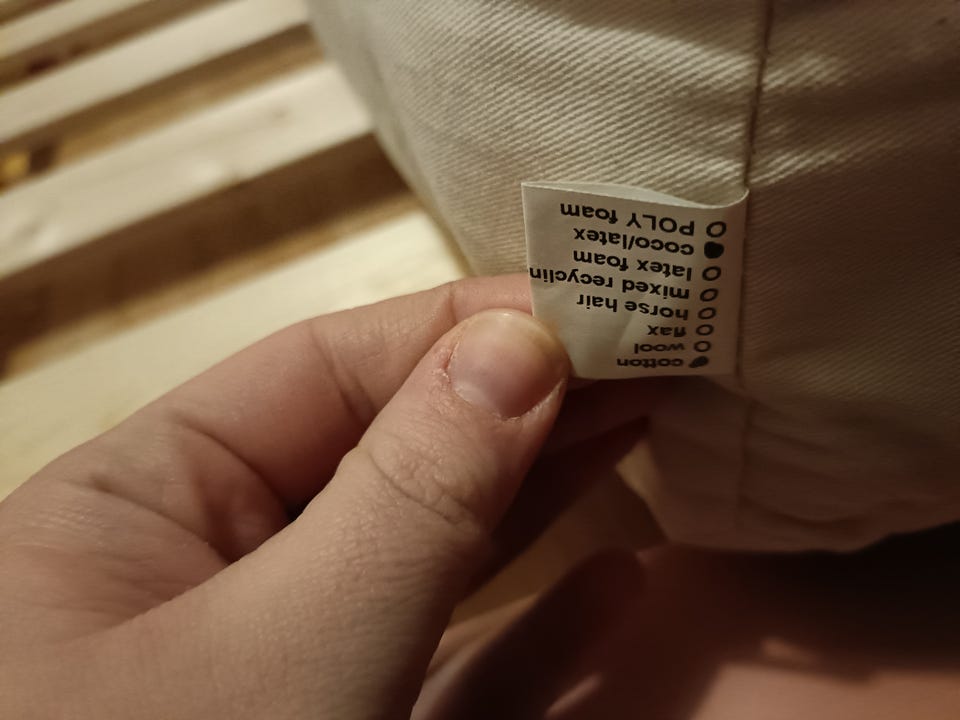 cotton
wool
flax
horse hair
mixed recyclin
latex foam
coco/latex
POLY foam